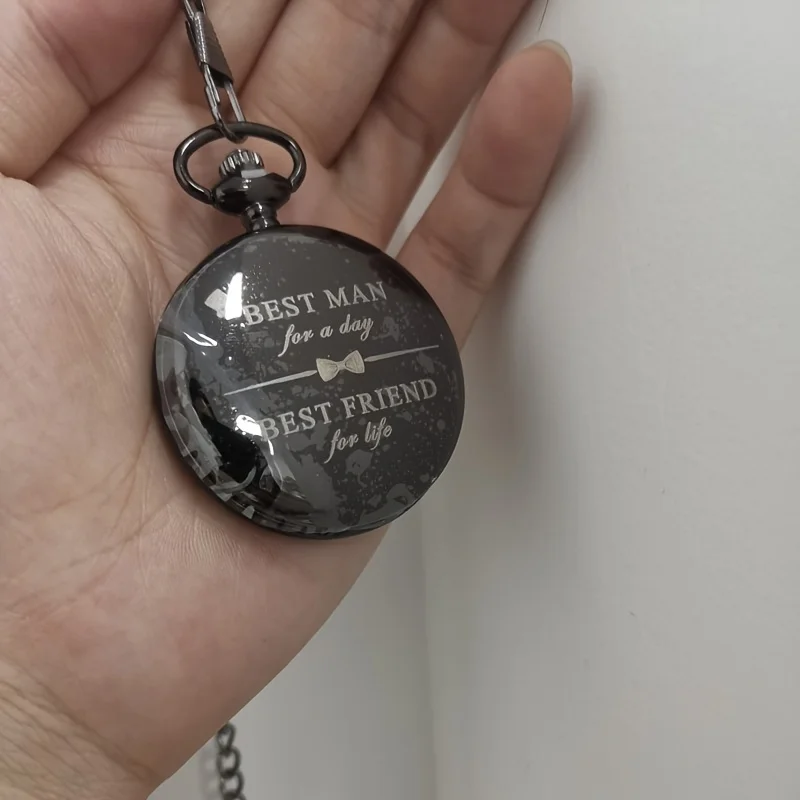 BEST MAN
for a day
BEST FRIEND
for life